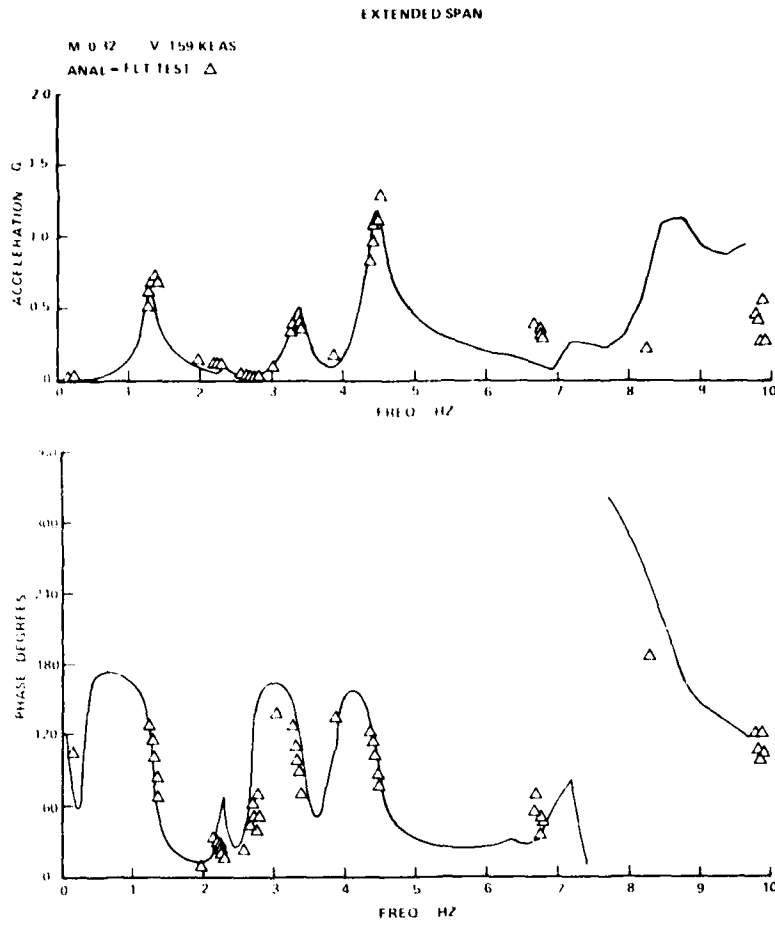 EXTENDED SPAN
M 0.32 V 159 KEAS
ANAL – FLT TEST △
2.0
1.5
1.0
0.5
0
ACCELERATION G
0 1 2 3 4 5 6 7 8 9 10
FREQ HZ
300
180
120
60
0
PHASE DEGREES
0 1 2 3 4 5 6 7 8 9 10
FREQ HZ